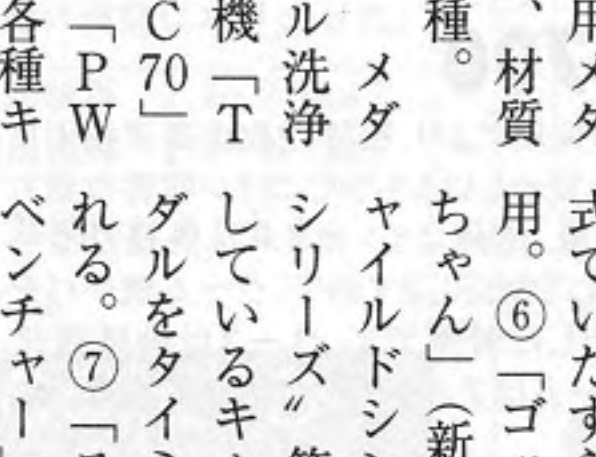 用メダ
、材質
種。
メダ
ル洗浄
機「T
C70」
「PW
各種キ
式でいたず
用。⑥「ゴ
ちゃん」(新
ャイルドシ
シリーズ〃
しているキ
ダルをタイ
れる。⑦「
ベンチャー